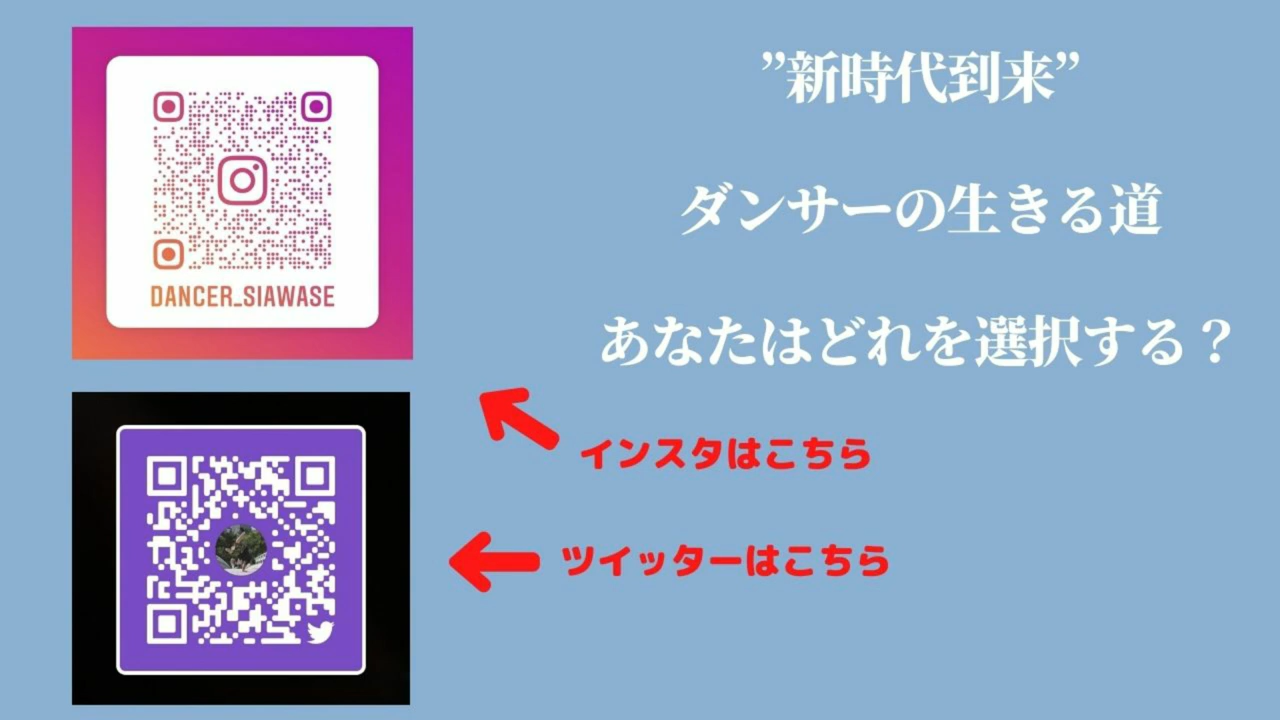 ”新時代到来”
ダンサーの生きる道
あなたはどれを選択する？
DANCER_SIAWASE
インスタはこちら
ツイッターはこちら